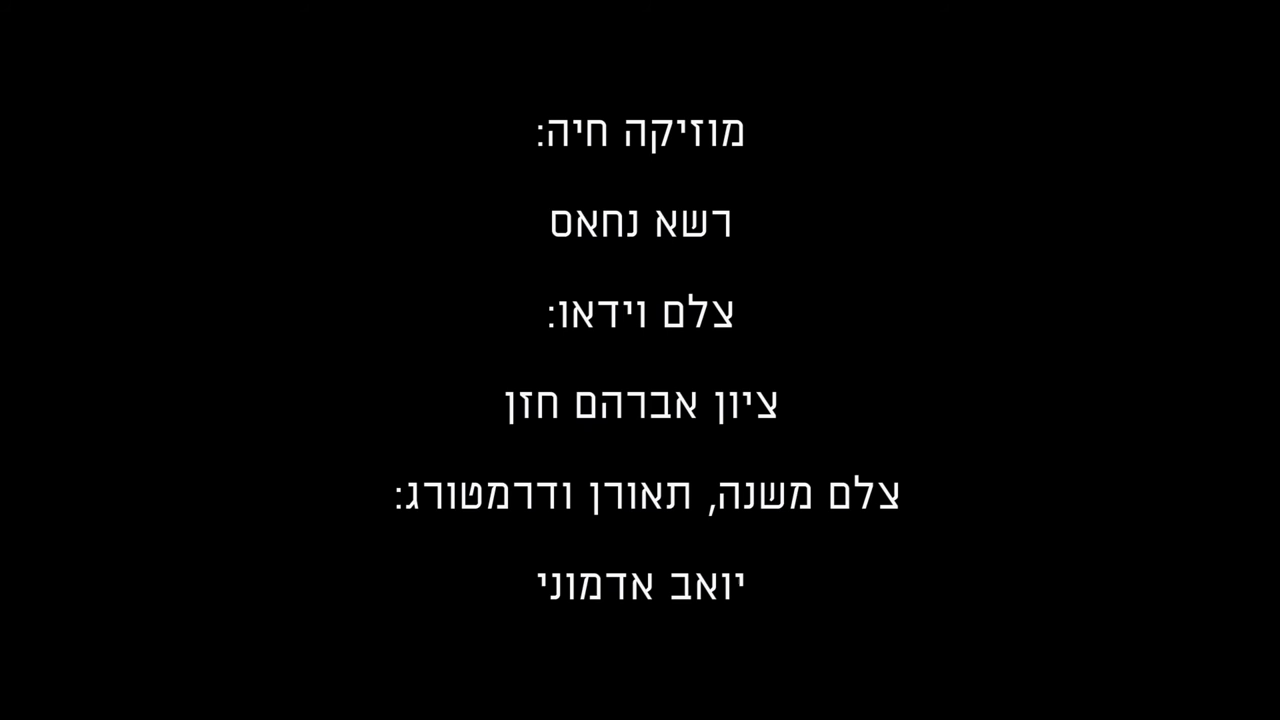 מוזיקה חיה:
רשא נחאס
צלם וידאו:
ציון אברהם חזן
צלם משנה, תאורן ודרמטורג:
יואב אדמוני